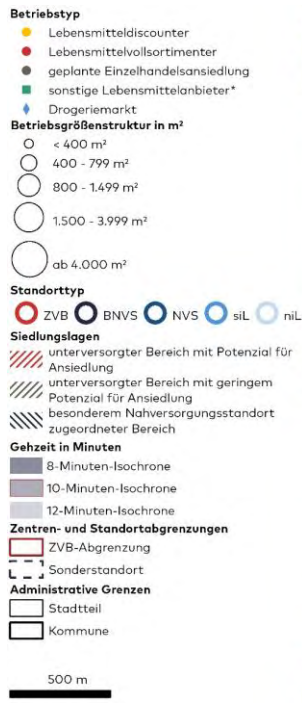 Betriebstyp
Lebensmitteldiscounter
Lebensmittelvollsortimenter
geplante Einzelhandelsansiedlung
sonstige Lebensmittelanbieter*
Drogeriemarkt
Betriebsgrößenstruktur in m²
< 400 m²
400 - 799 m²
800 - 1.499 m²
1.500 - 3.999 m²
ab 4.000 m²
Standorttyp
ZVB BNVS NVS siL niL
Siedlungslagen
unterversorgter Bereich mit Potenzial für
Ansiedlung
unterversorgter Bereich mit geringem
Potenzial für Ansiedlung
besonderem Nahversorgungsstandort
zugeordneter Bereich
Gehzeit in Minuten
8-Minuten-Isochrone
10-Minuten-Isochrone
12-Minuten-Isochrone
Zentren- und Standortabgrenzungen
ZVB-Abgrenzung
Sonderstandort
Administrative Grenzen
Stadtteil
Kommune
500 m